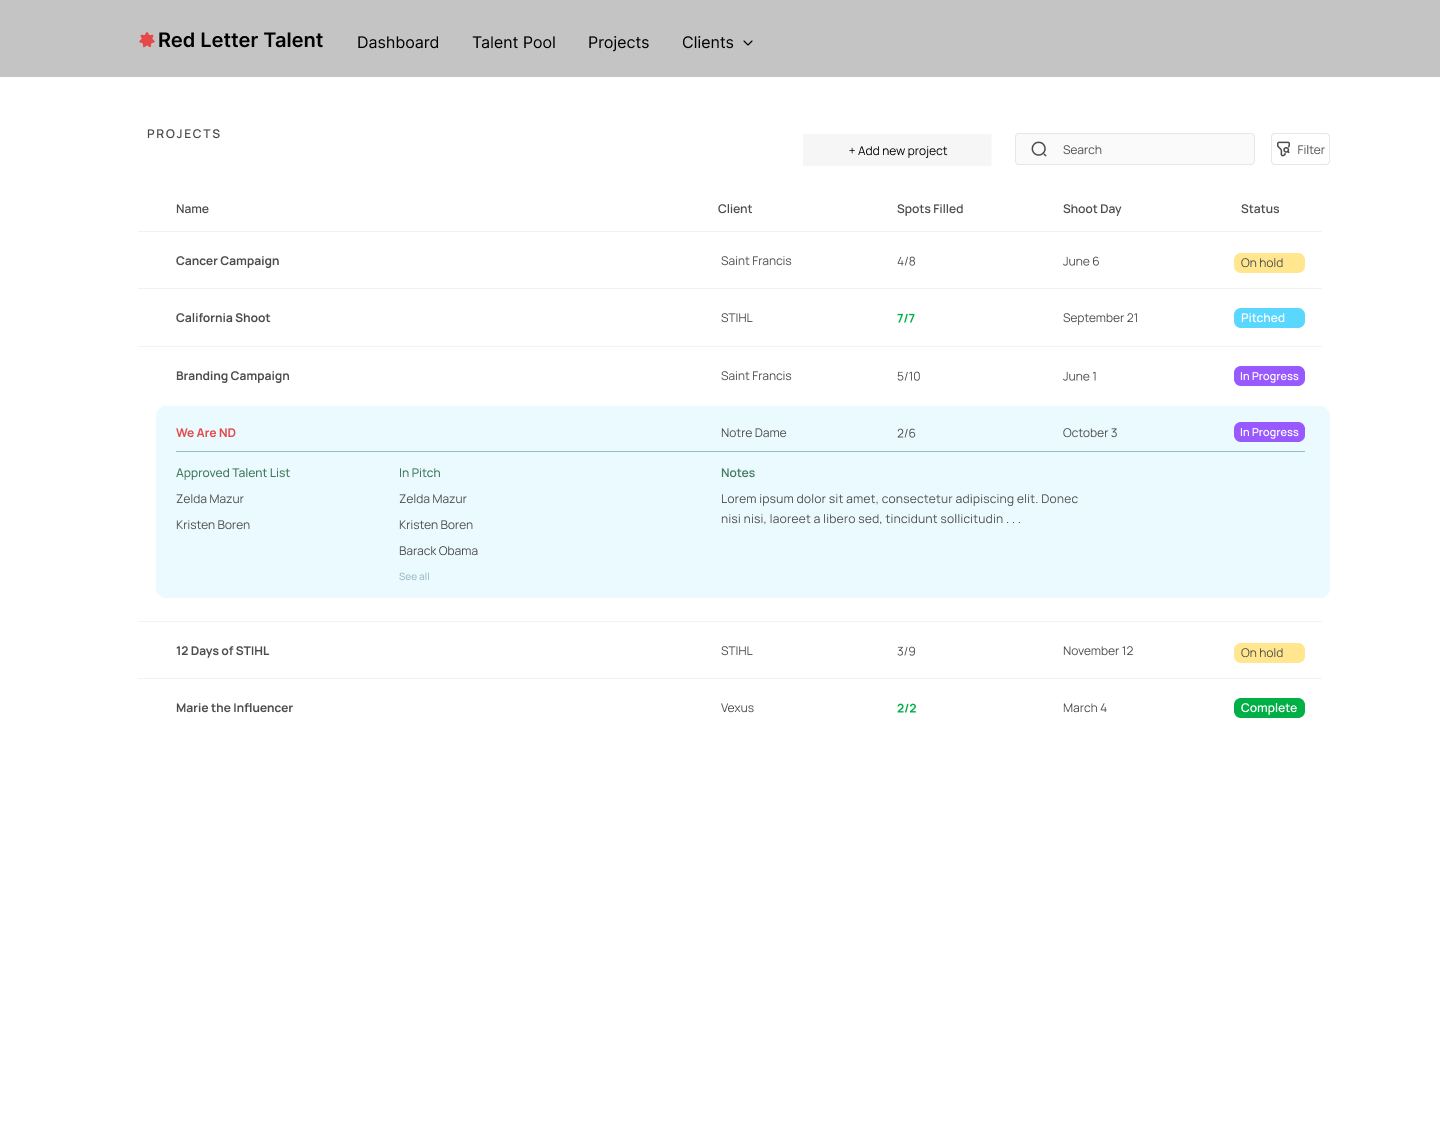 Red Letter Talent
Dashboard
Talent Pool
Projects
Clients
PROJECTS
+ Add new project
Search
Filter
Name
Client
Spots Filled
Shoot Day
Status
Cancer Campaign
Saint Francis
4/8
June 6
On hold
California Shoot
STIHL
7/7
September 21
Pitched
Branding Campaign
Saint Francis
5/10
June 1
In Progress
We Are ND
Notre Dame
2/6
October 3
In Progress
Approved Talent List
Zelda Mazur
Kristen Boren
In Pitch
Zelda Mazur
Kristen Boren
Barack Obama
See all
Notes
Lorem ipsum dolor sit amet, consectetur adipiscing elit. Donec
nisi nisi, laoreet a libero sed, tincidunt sollicitudin . . .
12 Days of STIHL
STIHL
3/9
November 12
On hold
Marie the Influencer
Vexus
2/2
March 4
Complete